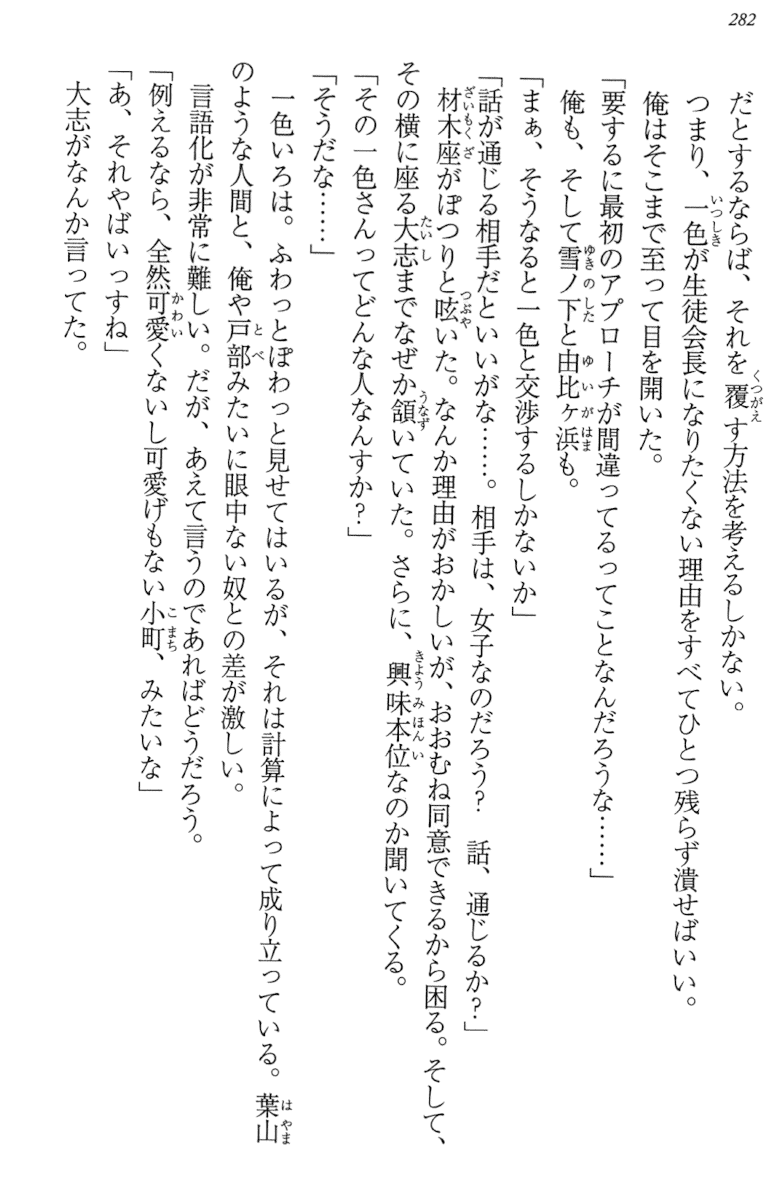 282
だとするならば、それを覆す方法を考えるしかない。
つまり、一色が生徒会長になりたくない理由をすべてひとつ残らず潰せばいい。
俺はそこまで至って目を開いた。
「要するに最初のアプローチが間違ってるってことなんだろうな……」
俺も、そして雪ノ下と由比ヶ浜も。
「まぁ、そうなると一色と交渉するしかないか」
「話が通じる相手だといいがな……。相手は、女子なのだろう？　話、通じるか？」
材木座がぽつりと呟いた。なんか理由がおかしいが、おおむね同意できるから困る。そして、
その横に座る大志までなぜか頷いていた。さらに、興味本位なのか聞いてくる。
「その一色さんってどんな人なんすか？」
「そうだな……」
一色いろは。ふわっとぽわっと見せてはいるが、それは計算によって成り立っている。葉山
のような人間と、俺や戸部みたいに眼中ない奴との差が激しい。
言語化が非常に難しい。だが、あえて言うのであればどうだろう。
「例えるなら、全然可愛くないし可愛げもない小町、みたいな」
「あ、それやばいっすね」
大志がなんか言ってた。